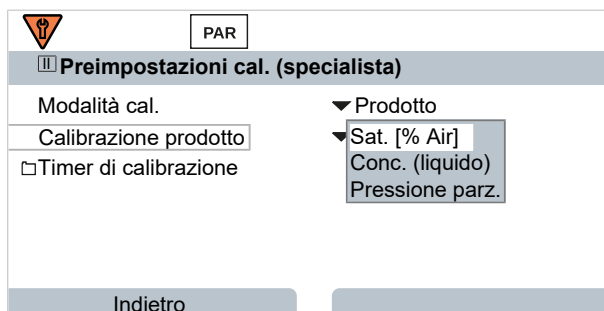 PAR
II Preimpostazioni cal. (specialista)
Modalità cal. Prodotto
Calibrazione prodotto Sat. [% Air]
Conc. (liquido)
Timer di calibrazione
Pressione parz.
Indietro